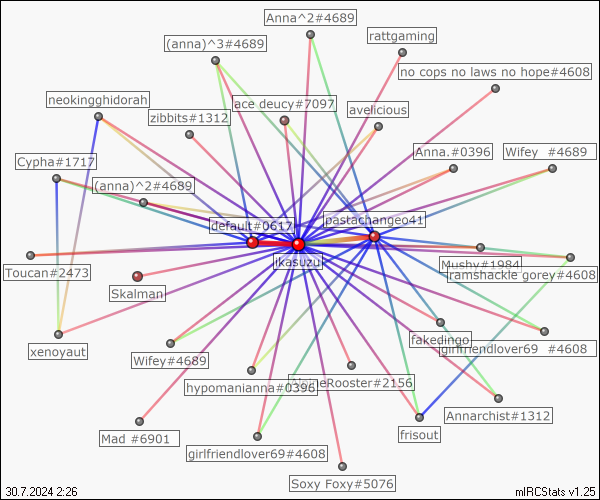 Anna^2#4689
rattgaming
(anna)^3#4689
no cops no laws no hope#4608
neokingghidorah
ace deucy#7097
avelicious
zibbits#1312
Cypha#1717
Anna.#0396
Wifey   #4689
(anna)^2#4689
default#0617
pastachangeo41
ikasuzu
Toucan#2473
Mushy#1984
ramshackle gorey#4608
Skalman
fakedingo
xenoyaut
Wifey#4689
girlfriendlover69   #4608
hypomanianna#0396
Rooster#2156
Annarchist#1312
Mad #6901
frisout
girlfriendlover69#4608
Soxy Foxy#5076
30.7.2024 2:26
mIRCStats v1.25